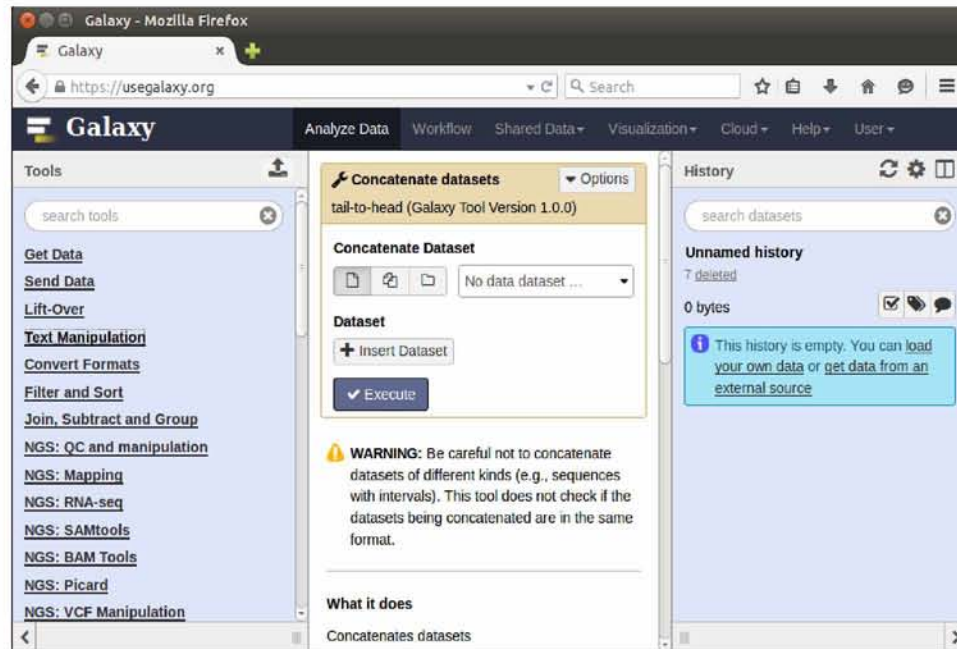 Galaxy - Mozilla Firefox
Galaxy
https://usegalaxy.org
Search
Galaxy
Analyze Data Workflow Shared Data Visualization Cloud Help User
Tools
search tools
Get Data
Send Data
Lift-Over
Text Manipulation
Convert Formats
Filter and Sort
Join, Subtract and Group
NGS: QC and manipulation
NGS: Mapping
NGS: RNA-seq
NGS: SAMtools
NGS: BAM Tools
NGS: Picard
NGS: VCF Manipulation
Concatenate datasets
Options
tail-to-head (Galaxy Tool Version 1.0.0)
Concatenate Dataset
No data dataset ...
Dataset
Insert Dataset
Execute
WARNING: Be careful not to concatenate
datasets of different kinds (e.g., sequences
with intervals). This tool does not check if the
datasets being concatenated are in the same
format.
What it does
Concatenates datasets
History
search datasets
Unnamed history
7 deleted
0 bytes
This history is empty. You can load
your own data or get data from an
external source